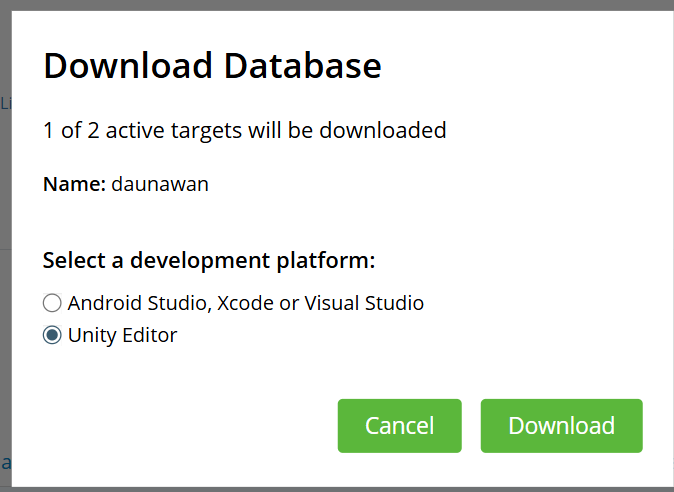 Download Database
Li
1 of 2 active targets will be downloaded
Name: daunawan
Select a development platform:
Android Studio, Xcode or Visual Studio
Unity Editor
Cancel Download
a